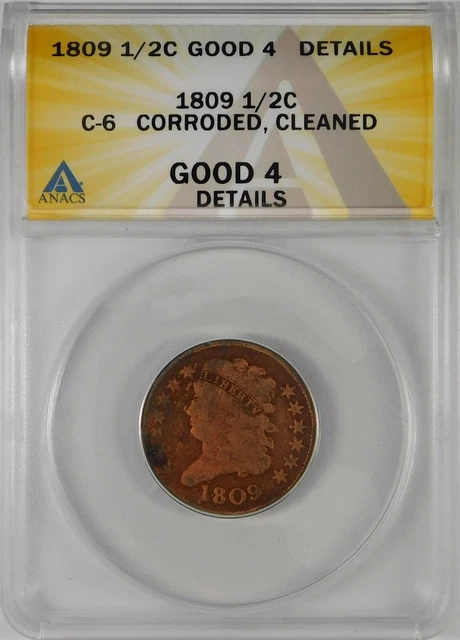 1809 1/2C GOOD 4 DETAILS
1809 1/2C
C-6 CORRODED, CLEANED
GOOD 4
DETAILS
ANACS
LIBERTY
1809